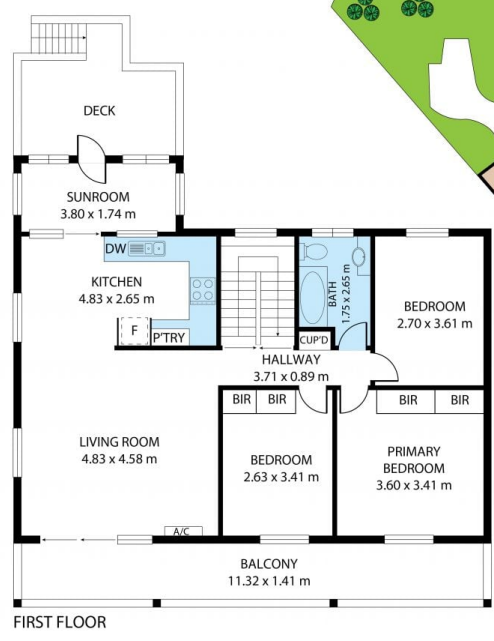 DECK
SUNROOM
3.80 x 1.74 m
DW
KITCHEN
4.83 x 2.65 m
F
P'TRY
BATH
1.75 x 2.65 m
CUP'D
BEDROOM
2.70 x 3.61 m
HALLWAY
3.71 x 0.89 m
BIR
BIR
BIR
BIR
LIVING ROOM
4.83 x 4.58 m
BEDROOM
2.63 x 3.41 m
PRIMARY
BEDROOM
3.60 x 3.41 m
A/C
BALCONY
11.32 x 1.41 m
FIRST FLOOR